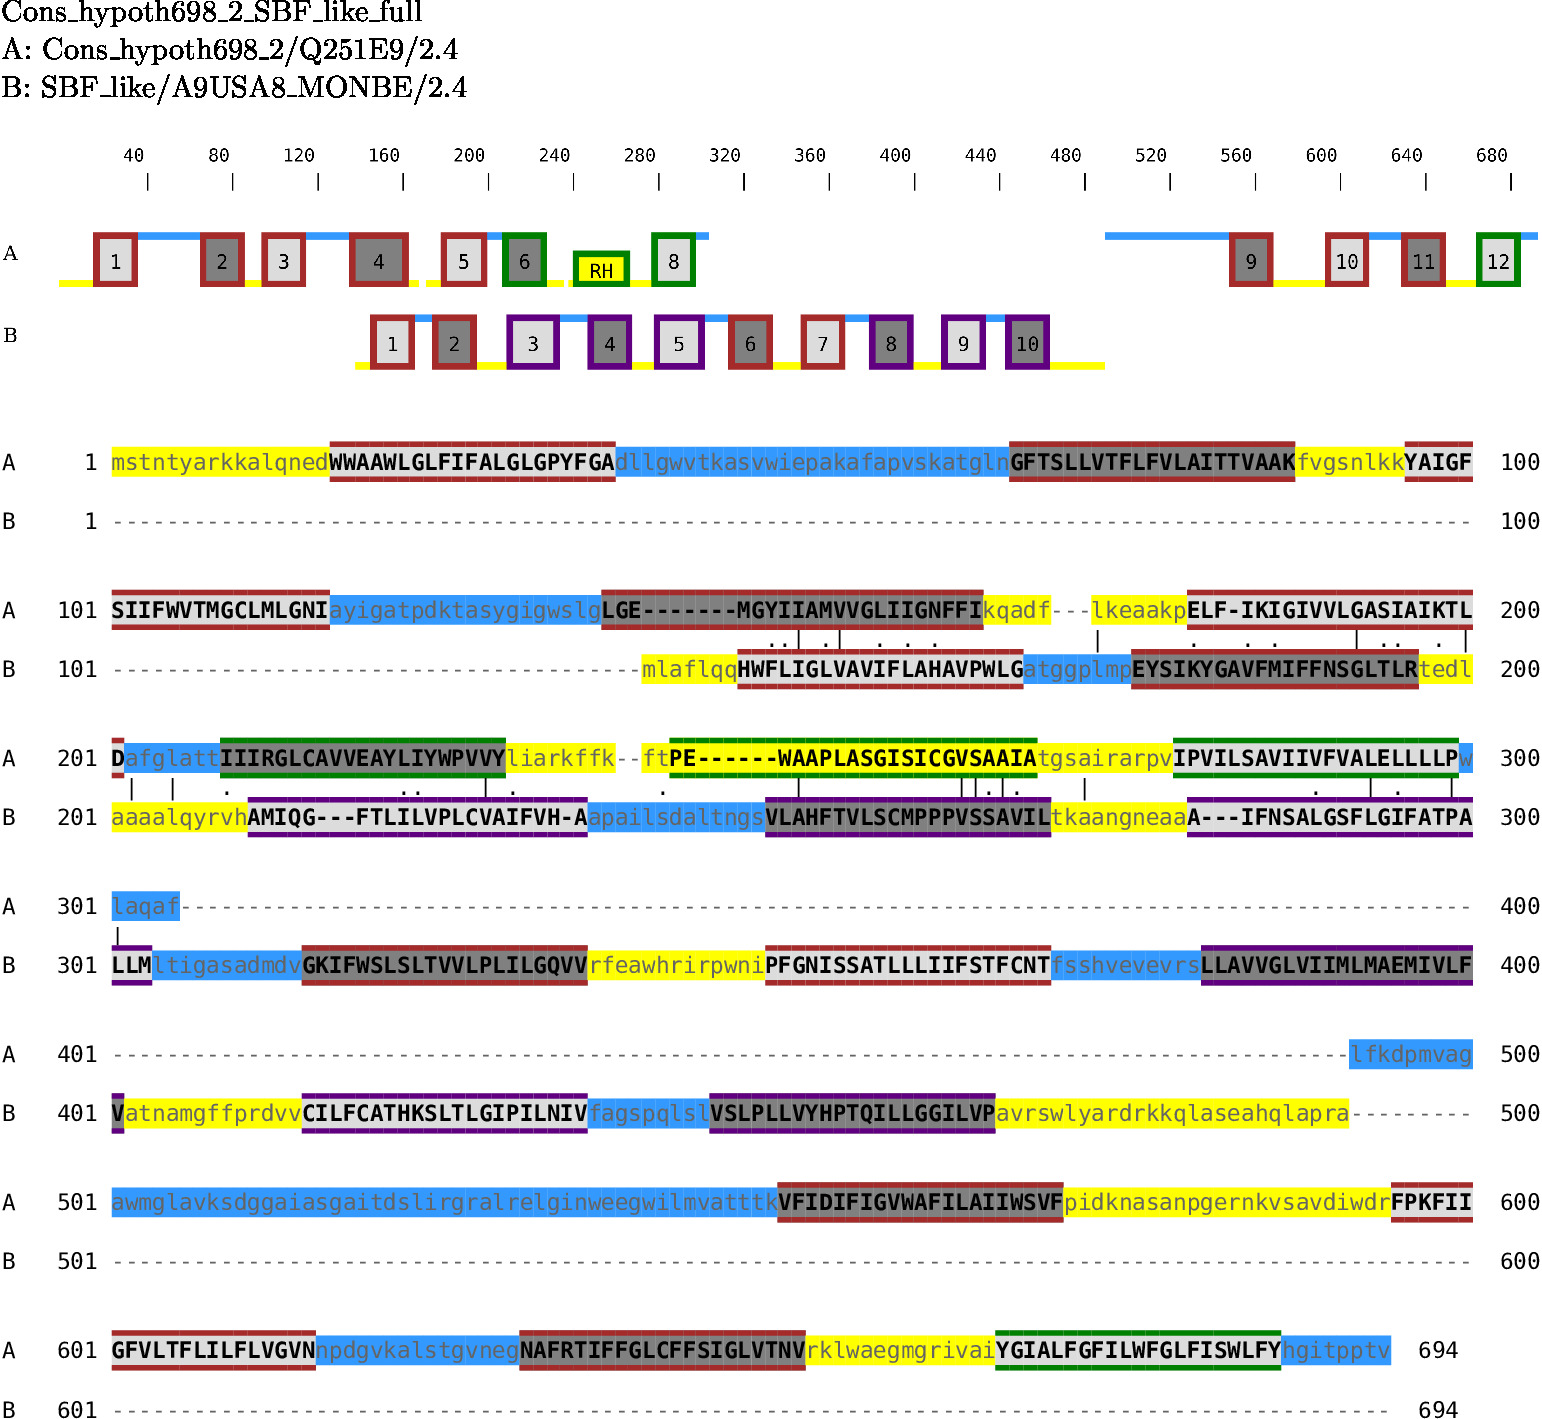 Cons_hypoth698_2_SBF_like_full
A: Cons_hypoth698_2/Q251E9/2.4
B: SBF_like/A9USA8_MONBE/2.4
40 80 120 160 200 240 280 320 360 400 440 480 520 560 600 640 680
A 1 2 3 4 5 6 RH 8 9 10 11 12
B 1 2 3 4 5 6 7 8 9 10
A 1 mstntyarkkalqnedWWAAWLGLFIFALGLGPYFGAdllgwvtkasvwiepakafapvskatglnGFTSLLVTFLFVLAITTVAAKfvgsnlkkYAIGF 100
B 1 ---------------------------------------------------------------------------------------------------- 100
A 101 SIIFWVTMGCLMLGNIayigatpdktasygigwslgLGE-------MGYIIAMVVGLIIGNFFIkqadf---lkeaakpELF-IKIGIVVLGASIAIKTL 200
B 101 ---------------------------------------mlaflqqHWFLIGLVAVIFLAHAVPWLGatggplmpEYSIKYGAVFMIFFNSGLTLRtedl 200
A 201 DafglattIIIRGLCAVVEAYLIYWPVVYliarkffk--ftPE------WAAPLASGISICGVSAAIAtgsairarpvIPVILSAVIIVFVALELLLLPw 300
B 201 aaaalqyrvhAMIQG---FTLILVPLCVAIFVH-AapailsdaltngsVLAHFTVLSCMPPPVSSAVILtkaangneaaA---IFNSALGSFLGIFATPA 300
A 301 laqaf----------------------------------------------------------------------------------------------- 400
B 301 LLMltigasadmdvGKIFWSLSLTVVLPLILGQVVrfeawhrirpwniPFGNISSATLLLIIFSTFCNTfsshvevevrsLLAVVGLVIIMLMAEMIVLF 400
A 401 -------------------------------------------------------------------------------------------lfkdpmvag 500
B 401 VatnamgffprdvvCILFCATHKSLTLGIPILNIVfagspqlslVSLPLLVYHPTQILLGGILVPavrswlyardrkkqlaseahqlapra--------- 500
A 501 awmglavksdggaiasgaitdslirgralrelginweegwilmvatttkVFIDIFIGVWAFILAIIWSVFpidknasanpgernkvsavdiwdrFPKFII 600
B 501 ---------------------------------------------------------------------------------------------------- 600
A 601 GFVLTFLILFLVGVNnpdgvkalstgvnegNAFRTIFFGLCFFSIGLVTNVrklwaegmgrivaiYGIALFGFILWFGLFISWLFYhgitpptv 694
B 601 ---------------------------------------------------------------------------------------------- 694